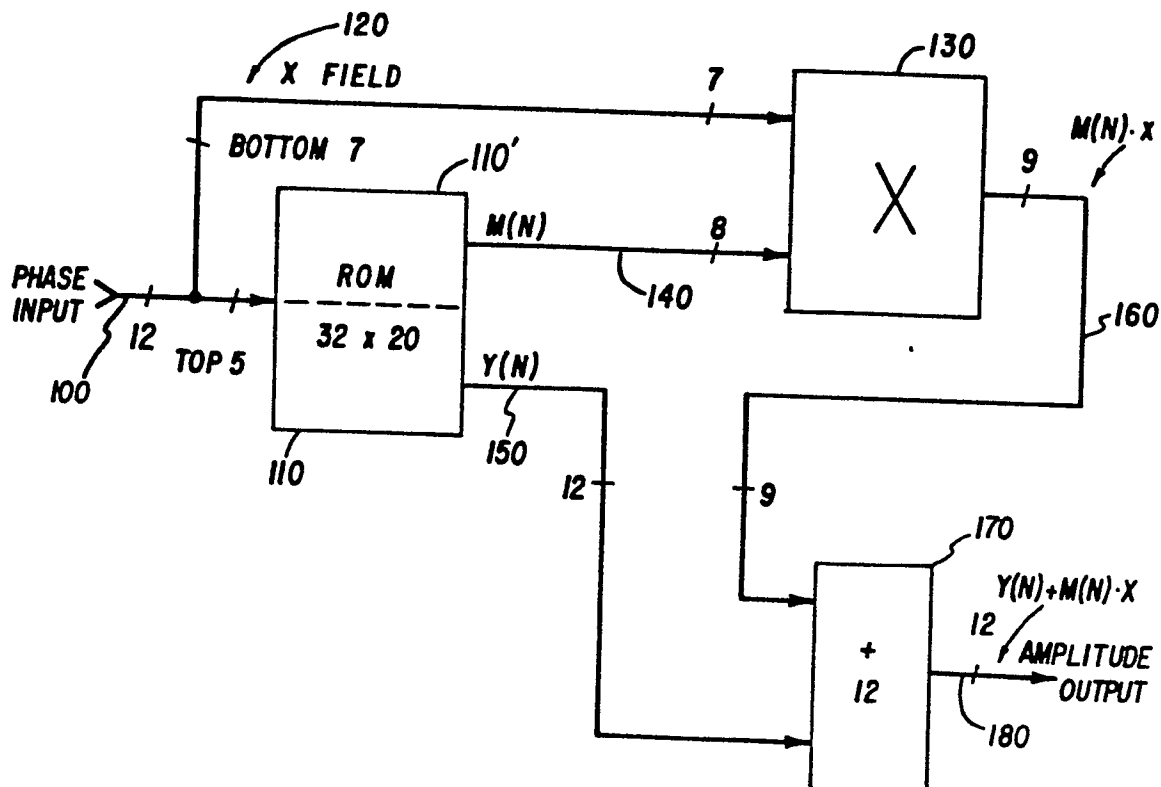 120
130
X FIELD
7
M(N)·X
BOTTOM 7
110'
9
M(N)
8
PHASE
INPUT
ROM
140
160
12
32 x 20
TOP 5
Y(N)
100
110
150
12
9
170
Y(N)+M(N)·X
12
+
12
AMPLITUDE
OUTPUT
180
X